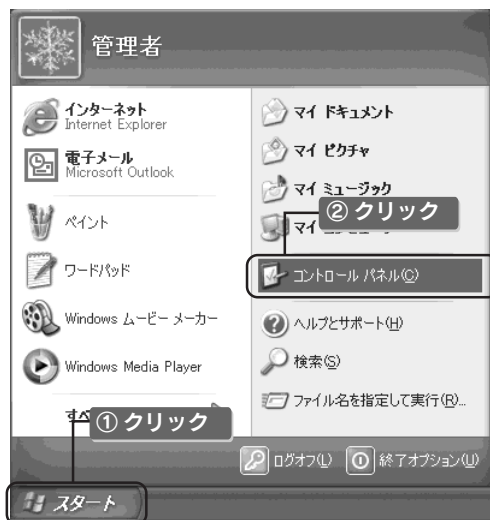 管理者
インターネット
Internet Explorer
電子メール
Microsoft Outlook
ペイント
ワードパッド
Windows ムービー メーカー
Windows Media Player
すべ
① クリック
マイ ドキュメント
マイ ピクチャ
マイ ミュージック
② クリック
マイ
コントロール パネル(C)
ヘルプとサポート(H)
検索(S)
ファイル名を指定して実行(R)...
ログオフ(L)
終了オプション(U)
スタート